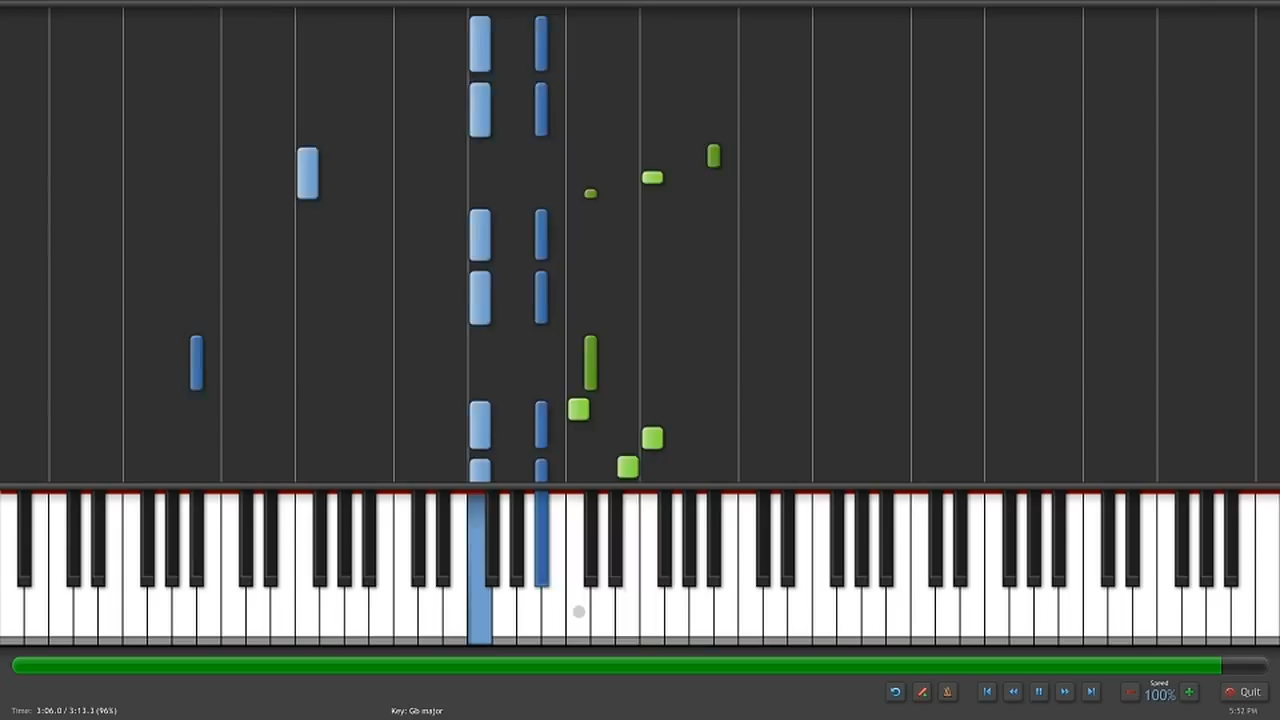 Speed
100%
Quit
Time: 3:06.0 / 3:13.3 (96%)
Key: Gb major
5:52 PM